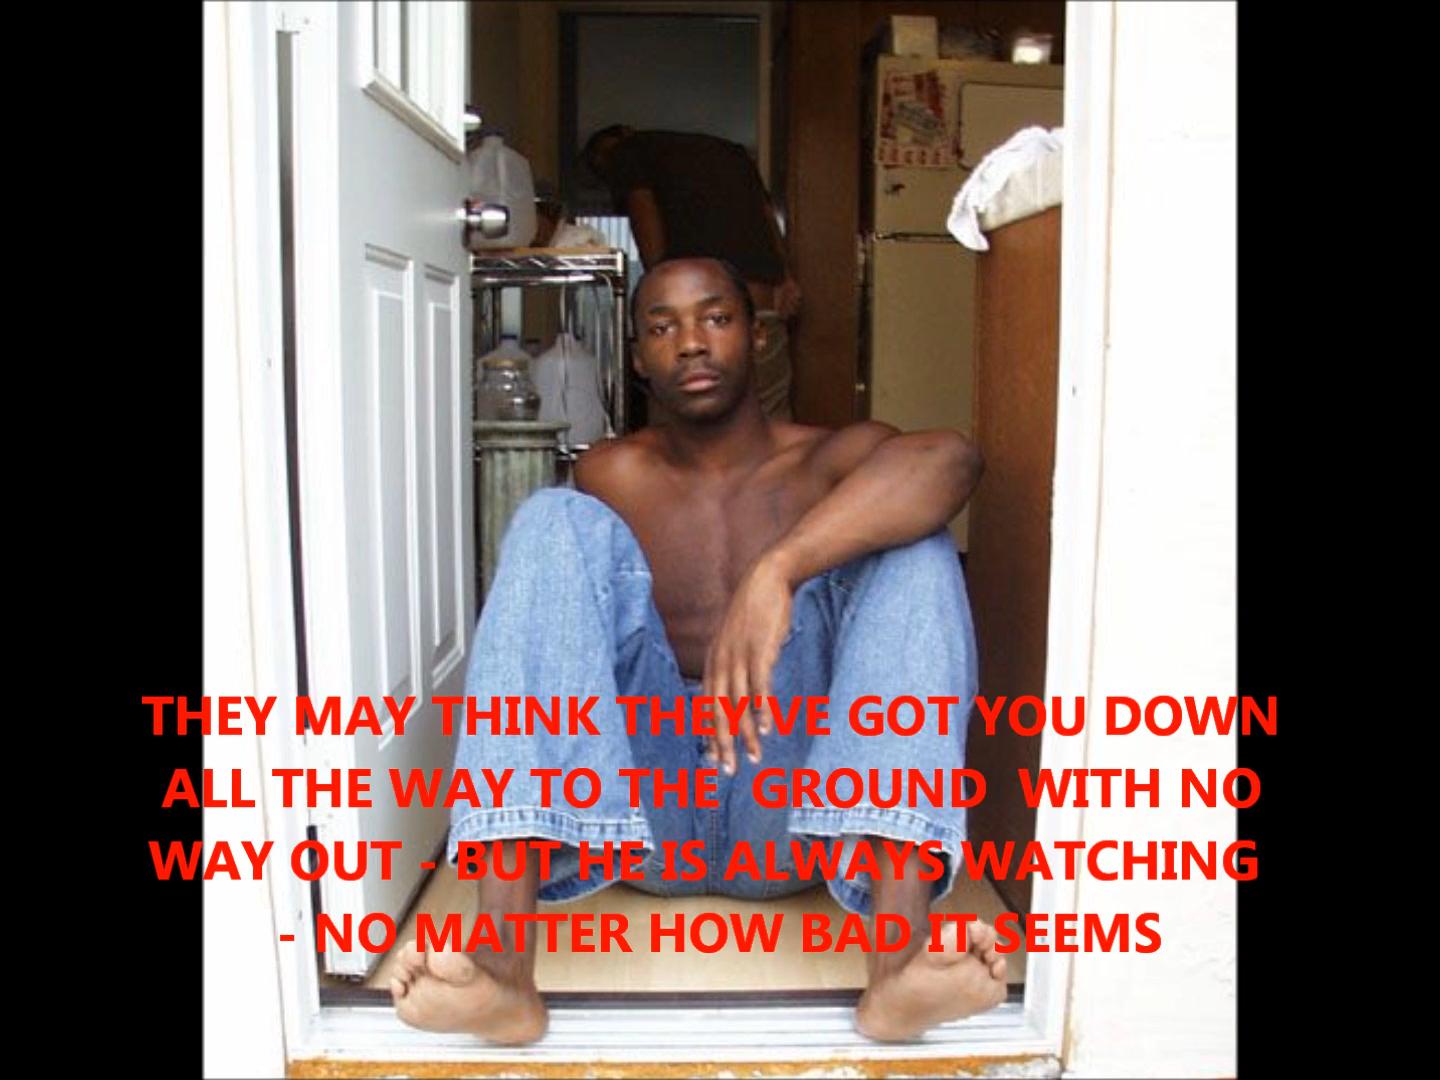 THEY MAY THINK THEY'VE GOT YOU DOWN
ALL THE WAY TO THE GROUND WITH NO
WAY OUT - BUT HE IS ALWAYS WATCHING
- NO MATTER HOW BAD IT SEEMS